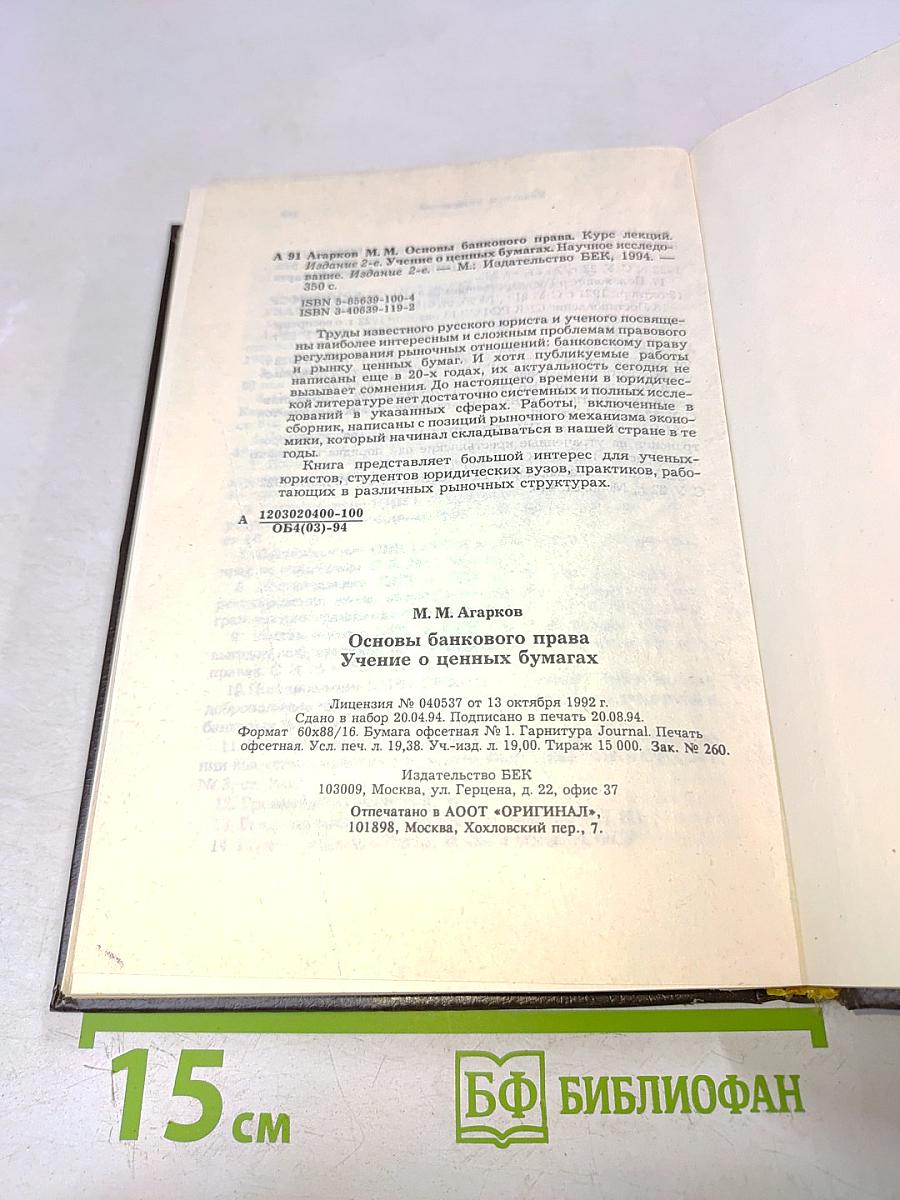 А 91 Агарков М. М. Основы банкового права. Курс лекций.
Издание 2-е. Учение о ценных бумагах. Научное исследо-
вание. Издание 2-е. — М.: Издательство БЕК, 1994. —
350 с.
ISBN 5-85639-100-4
ISBN 3-40639-119-2
Труды известного русского юриста и ученого посвяще-
ны наиболее интересным и сложным проблемам правового
регулирования рыночных отношений: банковскому праву
и рынку ценных бумаг. И хотя публикуемые работы
написаны еще в 20-х годах, их актуальность сегодня не
вызывает сомнения. До настоящего времени в юридичес-
кой литературе нет достаточно системных и полных иссле-
дований в указанных сферах. Работы, включенные в
сборник, написаны с позиций рыночного механизма эконо-
мики, который начинал складываться в нашей стране в те
годы.
Книга представляет большой интерес для ученых-
юристов, студентов юридических вузов, практиков, рабо-
тающих в различных рыночных структурах.
А 1203020400-100
ОБ4(03)-94
М. М. Агарков
Основы банкового права
Учение о ценных бумагах
Лицензия № 040537 от 13 октября 1992 г.
Сдано в набор 20.04.94. Подписано в печать 20.08.94.
Формат 60х88/16. Бумага офсетная № 1. Гарнитура Journal. Печать
офсетная. Усл. печ. л. 19,38. Уч.-изд. л. 19,00. Тираж 15 000. Зак. № 260.
Издательство БЕК
103009, Москва, ул. Герцена, д. 22, офис 37
Отпечатано в АООТ «ОРИГИНАЛ»,
101898, Москва, Хохловский пер., 7.
15 см
БФ БИБЛИОФАН